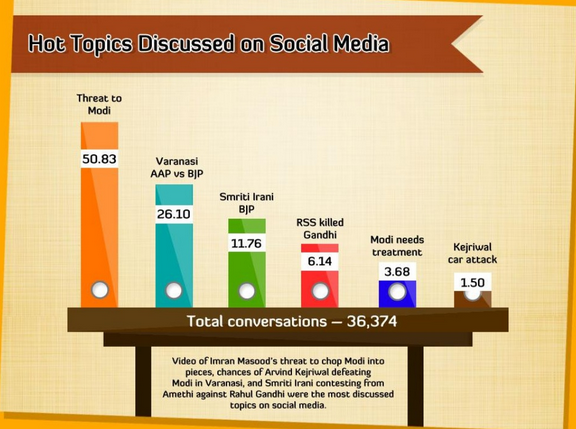 Hot Topics Discussed on Social Media
Threat to
Modi
50.83
Varanasi
AAP vs BJP
26.10
Smriti Irani
BJP
11.76
RSS killed
Gandhi
6.14
Modi needs
treatment
3.68
Kejriwal
car attack
1.50
Total conversations – 36,374
Video of Imran Masood's threat to chop Modi into
pieces, chances of Arvind Kejriwal defeating
Modi in Varanasi, and Smriti Irani contesting from
Amethi against Rahul Gandhi were the most discussed
topics on social media.